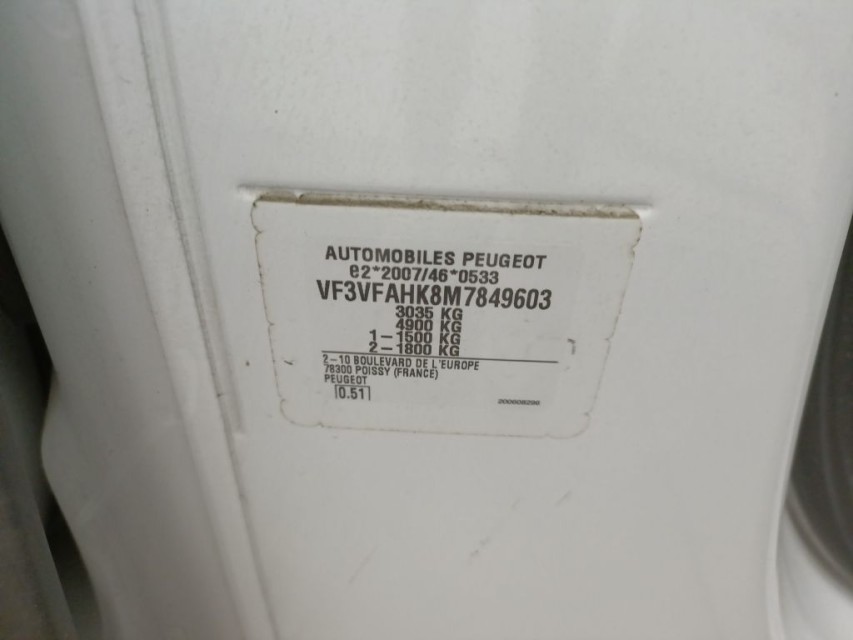 AUTOMOBILES PEUGEOT
e2*2007/46*0533
VF3VFAHK8M7849603
3035 KG
4900 KG
1-1500 KG
2-1800 KG
2-10 BOULEVARD DE L'EUROPE
78300 POISSY (FRANCE)
PEUGEOT
0.51